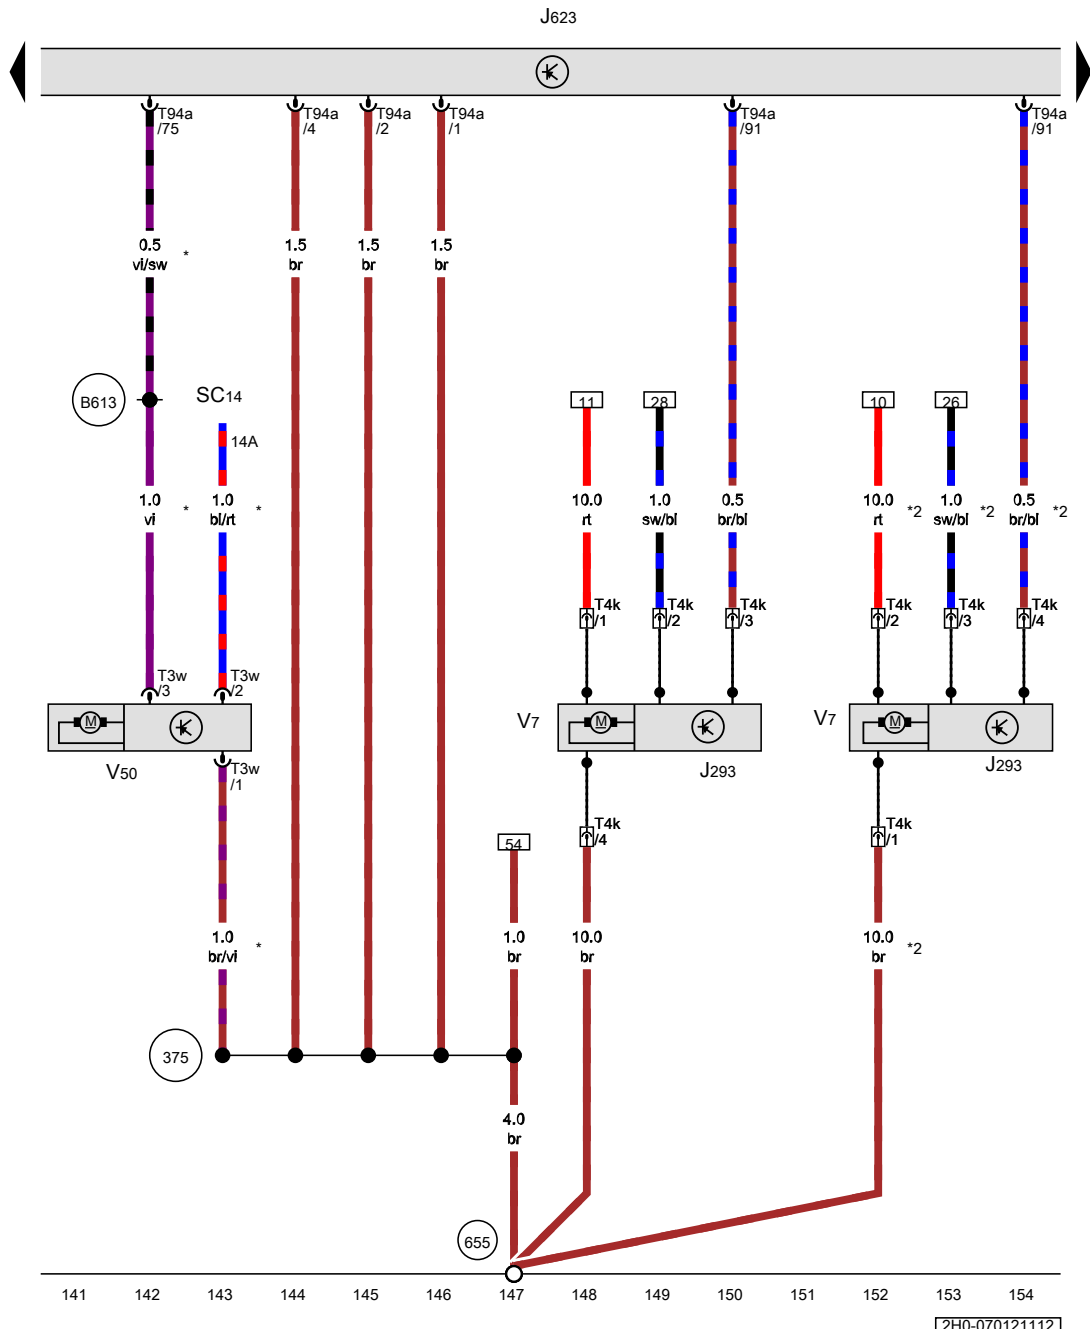 J623
T94a
/75
T94a
/4
T94a
/2
T94a
/1
T94a
/91
T94a
/91
0.5
vi/sw
*
1.5
br
1.5
br
1.5
br
B613
SC14
14A
11
28
10
26
1.0
vi
*
1.0
bl/rt
*
10.0
rt
1.0
sw/bl
0.5
br/bl
10.0
rt
*2
1.0
sw/bl
*2
0.5
br/bl
*2
T4k
/1
T4k
/2
T4k
/3
T4k
/2
T4k
/3
T4k
/4
T3w
/3
T3w
/2
M
V7
M
V7
M
V50
J293
J293
T3w
/1
54
T4k
/4
T4k
/1
1.0
br/vi
*
1.0
br
10.0
br
10.0
br
*2
375
4.0
br
655
141 142 143 144 145 146 147 148 149 150 151 152 153 154
2H0-070121112